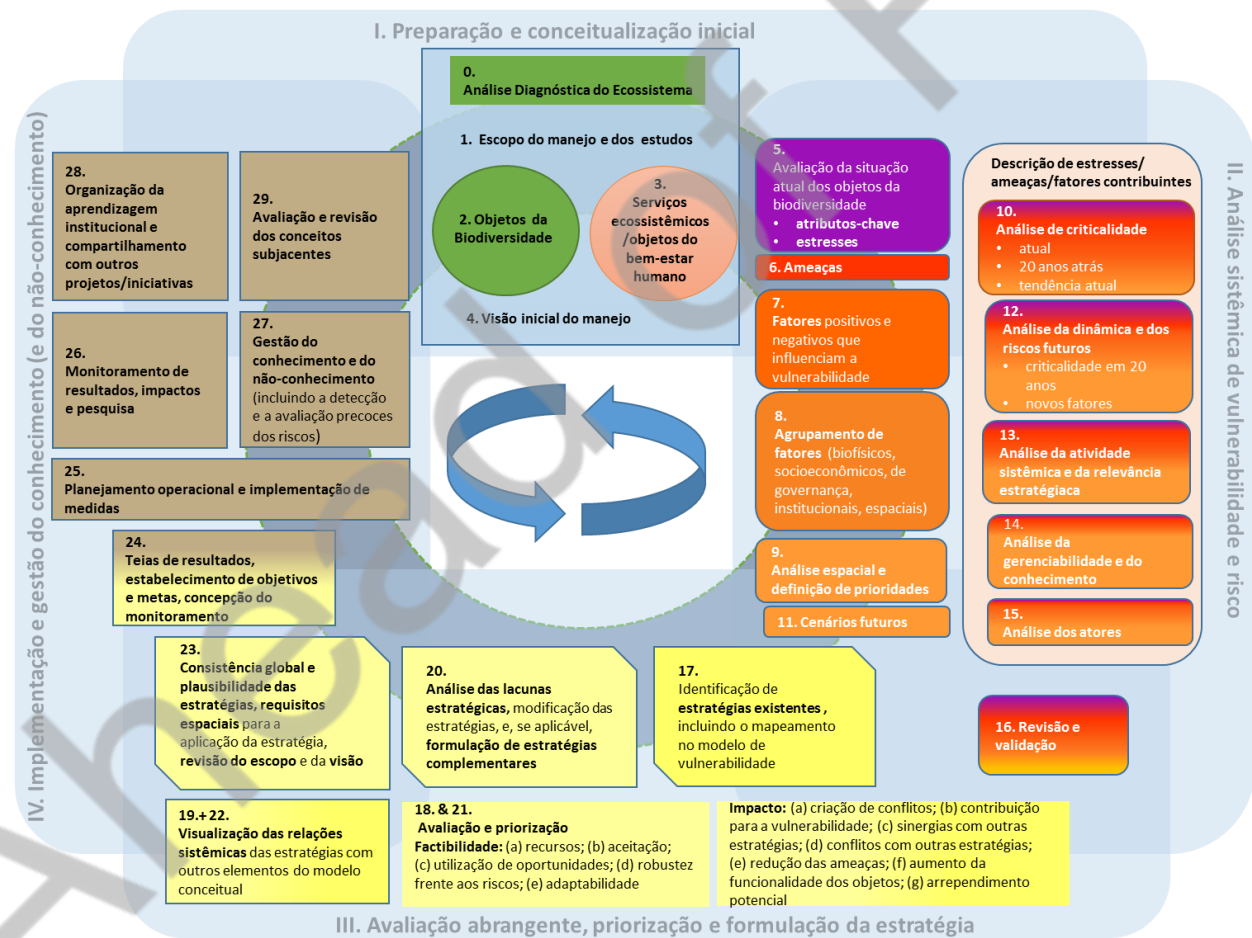 I. Preparação e conceitualização inicial
0.
Análise Diagnóstica do Ecossistema
1. Escopo do manejo e dos estudos
2. Objetos da
Biodiversidade
3.
Serviços
ecossistêmicos
/objetos do
bem-estar
humano
4. Visão inicial do manejo
5.
Avaliação da situação
atual dos objetos da
biodiversidade
• atributos-chave
• estresses
6. Ameaças
7.
Fatores positivos e
negativos que
influenciam a
vulnerabilidade
8.
Agrupamento de
fatores (biofísicos,
socioeconômicos, de
governança,
institucionais, espaciais)
9.
Análise espacial e
definição de prioridades
11. Cenários futuros
Descrição de estresses/
ameaças/fatores contribuintes
10.
Análise de criticalidade
• atual
• 20 anos atrás
• tendência atual
12.
Análise da dinâmica e dos
riscos futuros
• criticalidade em 20
anos
• novos fatores
13.
Análise da atividade
sistêmica e da relevância
estratégiaca
14.
Análise da
gerenciabilidade e do
conhecimento
15.
Análise dos atores
16. Revisão e
validação
II. Análise sistêmica de vulnerabilidade e risco
17.
Identificação de
estratégias existentes ,
incluindo o mapeamento
no modelo de
vulnerabilidade
20.
Análise das lacunas
estratégicas, modificação das
estratégias, e, se aplicável,
formulação de estratégias
complementares
23.
Consistência global e
plausibilidade das
estratégias, requisitos
espaciais para a
aplicação da estratégia,
revisão do escopo e da visão
19.+ 22.
Visualização das relações
sistêmicas das estratégias com
outros elementos do modelo
conceitual
18. & 21.
Avaliação e priorização
Factibilidade: (a) recursos; (b) aceitação;
(c) utilização de oportunidades; (d) robustez
frente aos riscos; (e) adaptabilidade
Impacto: (a) criação de conflitos; (b) contribuição
para a vulnerabilidade; (c) sinergias com outras
estratégias; (d) conflitos com outras estratégias;
(e) redução das ameaças; (f) aumento da
funcionalidade dos objetos; (g) arrependimento
potencial
III. Avaliação abrangente, priorização e formulação da estratégia
24.
Teias de resultados,
estabelecimento de objetivos
e metas, concepção do
monitoramento
25.
Planejamento operacional e implementação de
medidas
26.
Monitoramento de
resultados, impactos
e pesquisa
27.
Gestão do
conhecimento e do
não-conhecimento
(incluindo a detecção
e a avaliação precoces
dos riscos)
28.
Organização da
aprendizagem
institucional e
compartilhamento
com outros
projetos/iniciativas
29.
Avaliação e revisão
dos conceitos
subjacentes
IV. Implementação e gestão do conhecimento (e do não-conhecimento)
Ahead of P